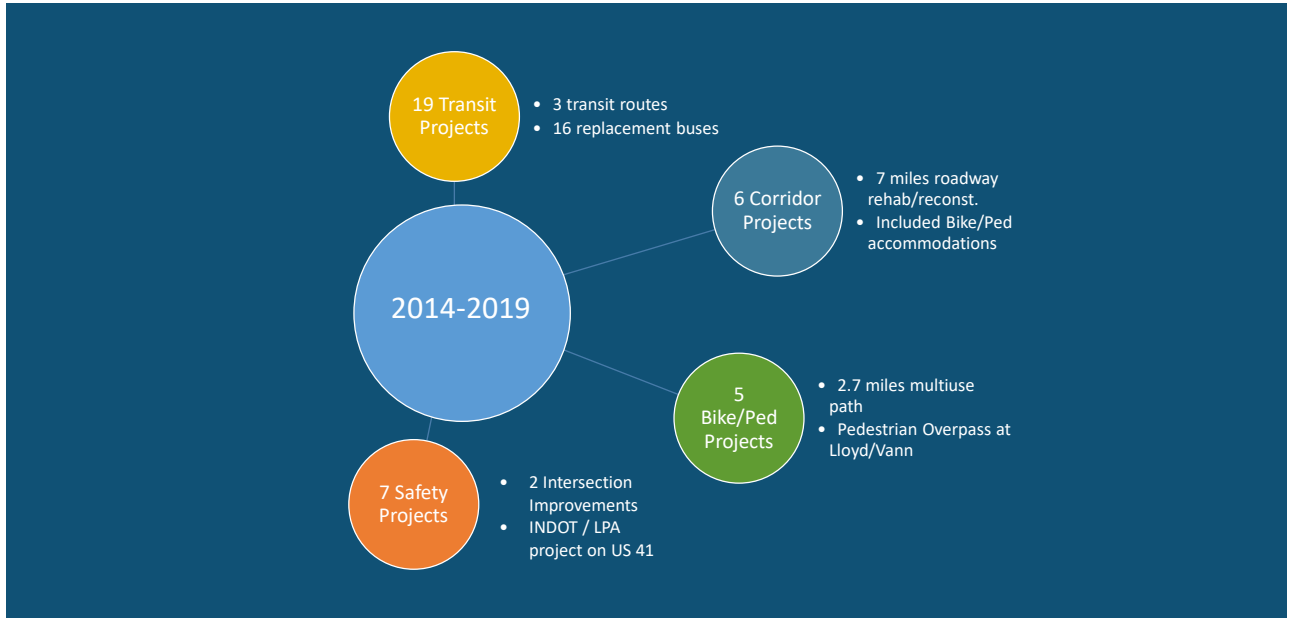 19 Transit
Projects
• 3 transit routes
• 16 replacement buses
6 Corridor
Projects
• 7 miles roadway
rehab/reconst.
• Included Bike/Ped
accommodations
2014-2019
5
Bike/Ped
Projects
• 2.7 miles multiuse
path
• Pedestrian Overpass at
Lloyd/Vann
7 Safety
Projects
• 2 Intersection
Improvements
• INDOT / LPA
project on US 41